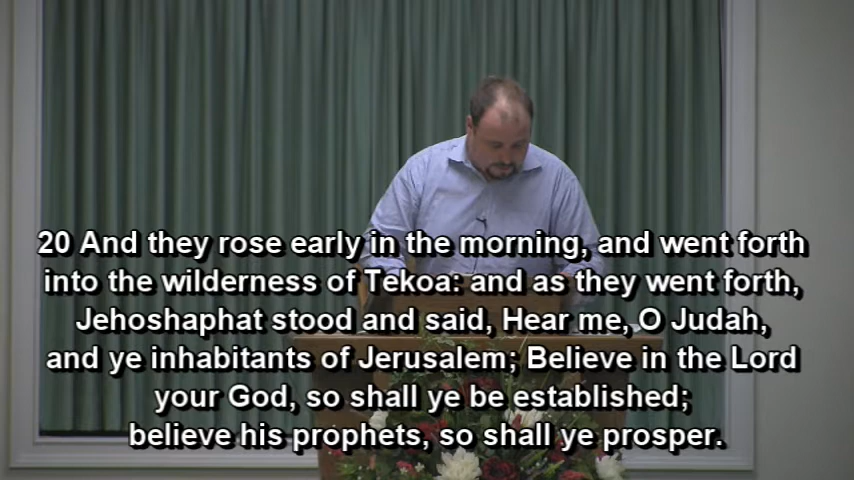 20 And they rose early in the morning, and went forth
into the wilderness of Tekoa: and as they went forth,
Jehoshaphat stood and said, Hear me, O Judah,
and ye inhabitants of Jerusalem; Believe in the Lord
your God, so shall ye be established;
believe his prophets, so shall ye prosper.